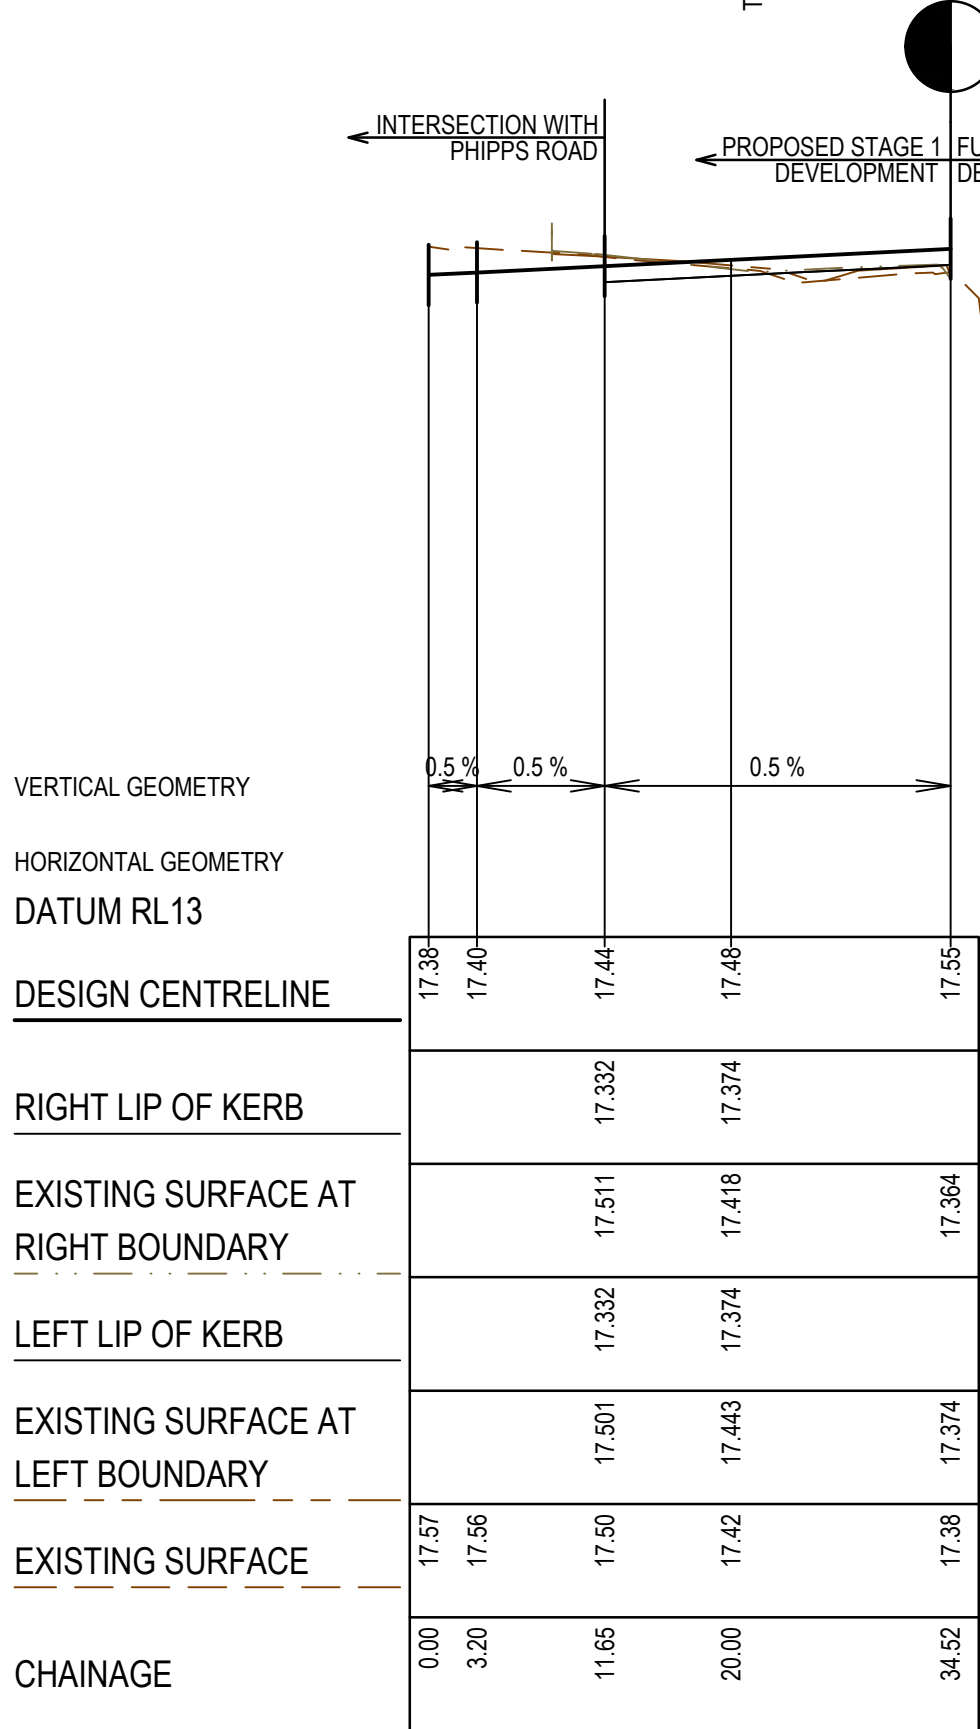 INTERSECTION WITH
PHIPPS ROAD
PROPOSED STAGE 1
DEVELOPMENT
0.5 % 0.5 % 0.5 %
VERTICAL GEOMETRY
HORIZONTAL GEOMETRY
DATUM RL13
DESIGN CENTRELINE 17.38 17.40 17.44 17.48 17.55
RIGHT LIP OF KERB 17.332 17.374
EXISTING SURFACE AT
RIGHT BOUNDARY 17.511 17.418 17.364
LEFT LIP OF KERB 17.332 17.374
EXISTING SURFACE AT
LEFT BOUNDARY 17.501 17.443 17.374
EXISTING SURFACE 17.57 17.56 17.50 17.42 17.38
CHAINAGE 0.00 3.20 11.65 20.00 34.52